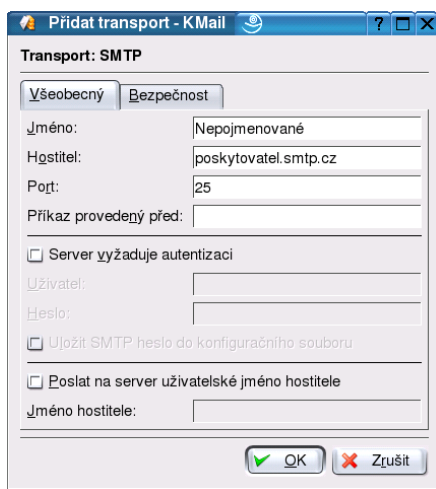 Přidat transport - KMail
Transport: SMTP
Všeobecný Bezpečnost
Jméno: Nepojmenované
Hostitel: poskytovatel.smtp.cz
Port: 25
Příkaz provedený před:
Server vyžaduje autentizaci
Uživatel:
Heslo:
Uložit SMTP heslo do konfiguračního souboru
Poslat na server uživatelské jméno hostitele
Jméno hostitele:
OK Zrušit